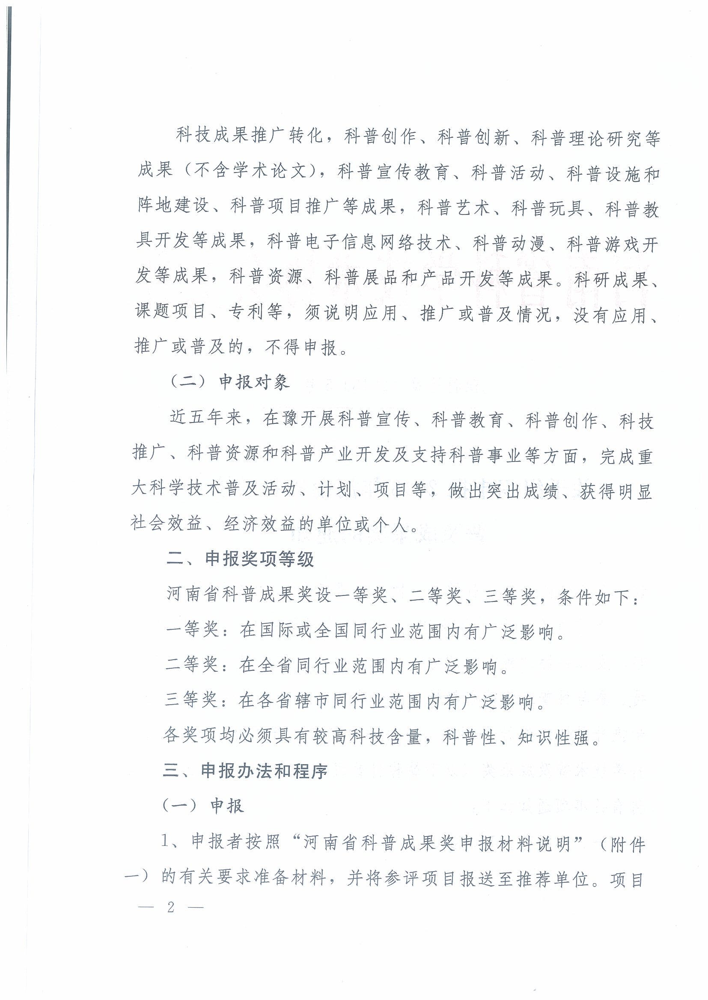 科技成果推广转化，科普创作、科普创新、科普理论研究等
成果（不含学术论文），科普宣传教育、科普活动、科普设施和
阵地建设、科普项目推广等成果，科普艺术、科普玩具、科普教
具开发等成果，科普电子信息网络技术、科普动漫、科普游戏开
发等成果，科普资源、科普展品和产品开发等成果。科研成果、
课题项目、专利等，须说明应用、推广或普及情况，没有应用、
推广或普及的，不得申报。
（二）申报对象
近五年来，在豫开展科普宣传、科普教育、科普创作、科技
推广、科普资源和科普产业开发及支持科普事业等方面，完成重
大科学技术普及活动、计划、项目等，做出突出成绩、获得明显
社会效益、经济效益的单位或个人。
二、申报奖项等级
河南省科普成果奖设一等奖、二等奖、三等奖，条件如下：
一等奖：在国际或全国同行业范围内有广泛影响。
二等奖：在全省同行业范围内有广泛影响。
三等奖：在各省辖市同行业范围内有广泛影响。
各奖项均必须具有较高科技含量，科普性、知识性强。
三、申报办法和程序
（一）申报
1、申报者按照“河南省科普成果奖申报材料说明”（附件
一）的有关要求准备材料，并将参评项目报送至推荐单位。项目
— 2 —